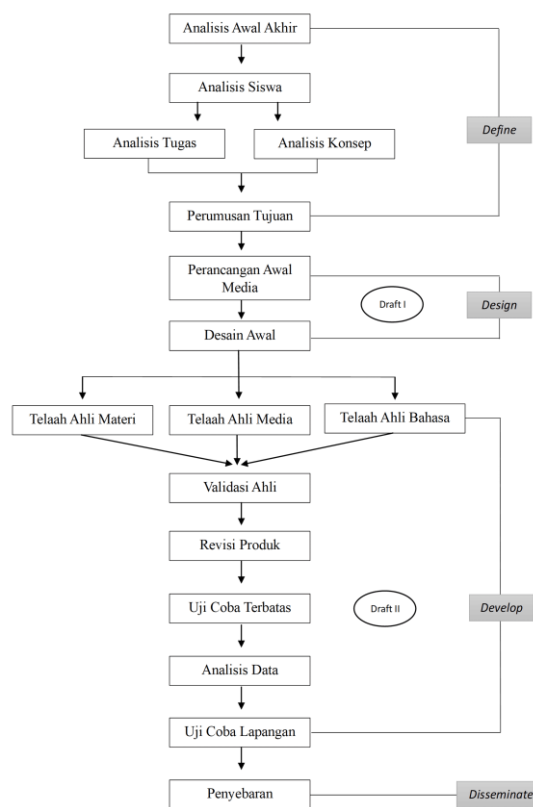 Analisis Awal Akhir
Analisis Siswa
Define
Analisis Tugas
Analisis Konsep
Perumusan Tujuan
Perancangan Awal
Media
Draft I
Design
Desain Awal
Telaah Ahli Materi
Telaah Ahli Media
Telaah Ahli Bahasa
Validasi Ahli
Revisi Produk
Uji Coba Terbatas
Draft II
Develop
Analisis Data
Uji Coba Lapangan
Penyebaran
Disseminate